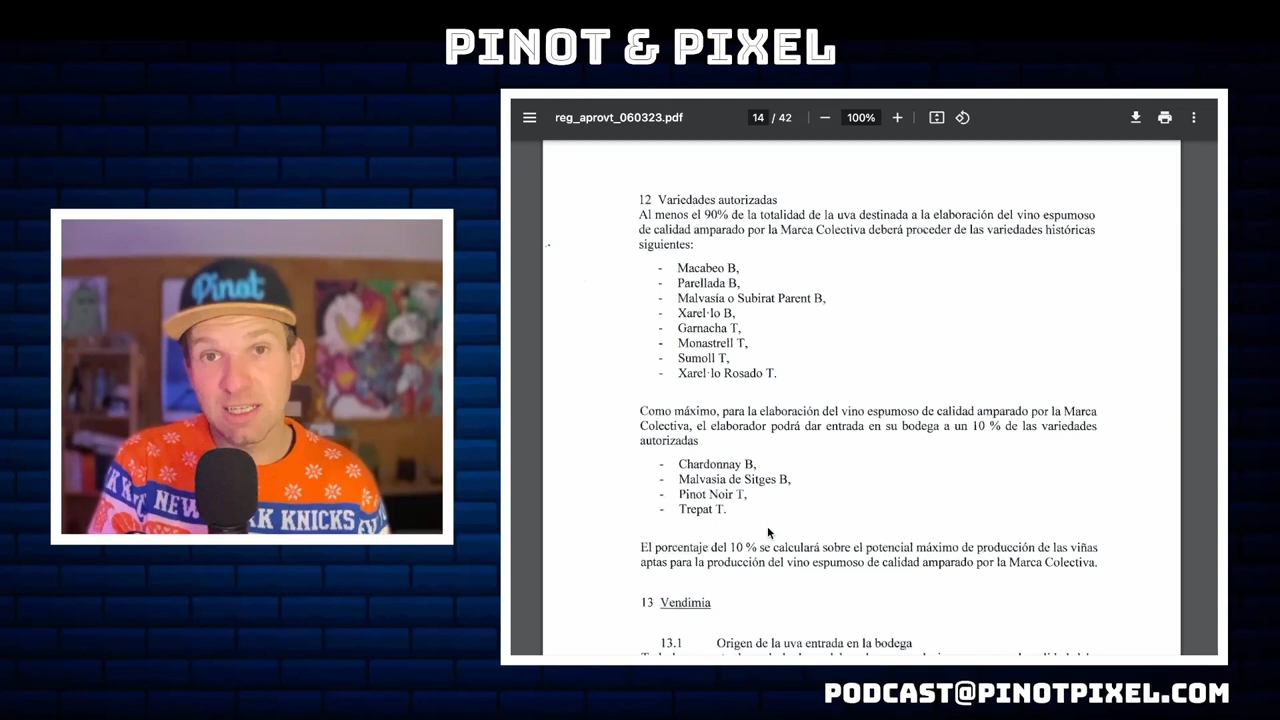 PINOT & PIXEL
reg_aprovt_060323.pdf
14 / 42
100%
12 Variedades autorizadas
Al menos el 90% de la totalidad de la uva destinada a la elaboración del vino espumoso
de calidad amparado por la Marca Colectiva deberá proceder de las variedades históricas
siguientes:
- Macabeo B,
- Parellada B,
- Malvasía o Subirat Parent B,
- Xarel·lo B,
- Garnacha T,
- Monastrell T,
- Sumoll T,
- Xarel·lo Rosado T.
Como máximo, para la elaboración del vino espumoso de calidad amparado por la Marca
Colectiva, el elaborador podrá dar entrada en su bodega a un 10 % de las variedades
autorizadas
- Chardonnay B,
- Malvasia de Sitges B,
- Pinot Noir T,
- Trepat T.
El porcentaje del 10 % se calculará sobre el potencial máximo de producción de las viñas
aptas para la producción del vino espumoso de calidad amparado por la Marca Colectiva.
13 Vendimia
13.1 Origen de la uva entrada en la bodega
Pinot
NEW
KNICKS
PODCAST@PINOTPIXEL.COM